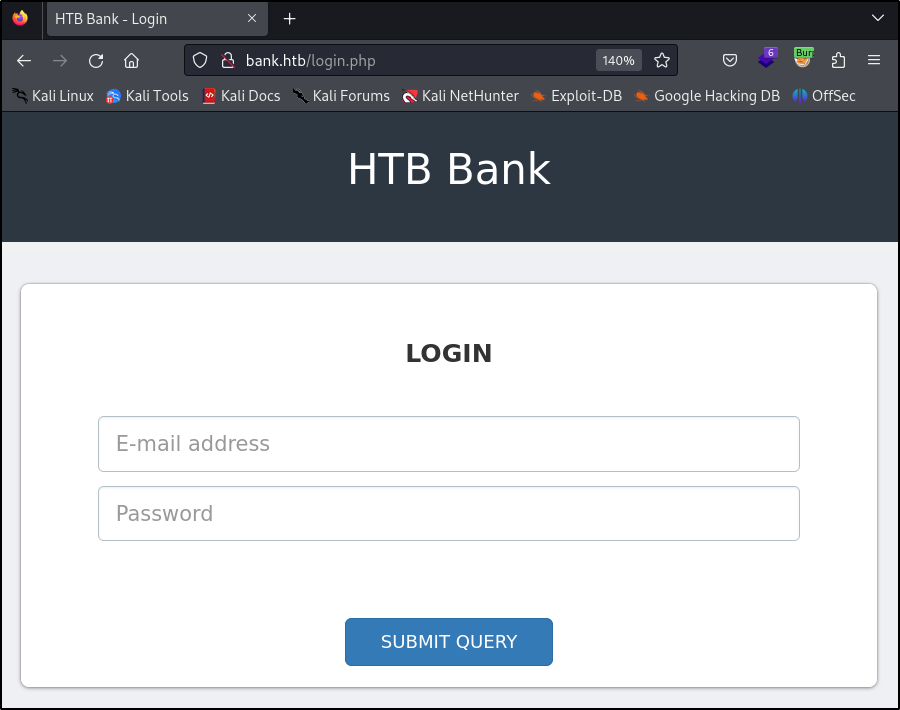 HTB Bank - Login
bank.htb/login.php 140% 6 Bur
Kali Linux Kali Tools Kali Docs Kali Forums Kali NetHunter Exploit-DB Google Hacking DB OffSec
HTB Bank
LOGIN
E-mail address
Password
SUBMIT QUERY